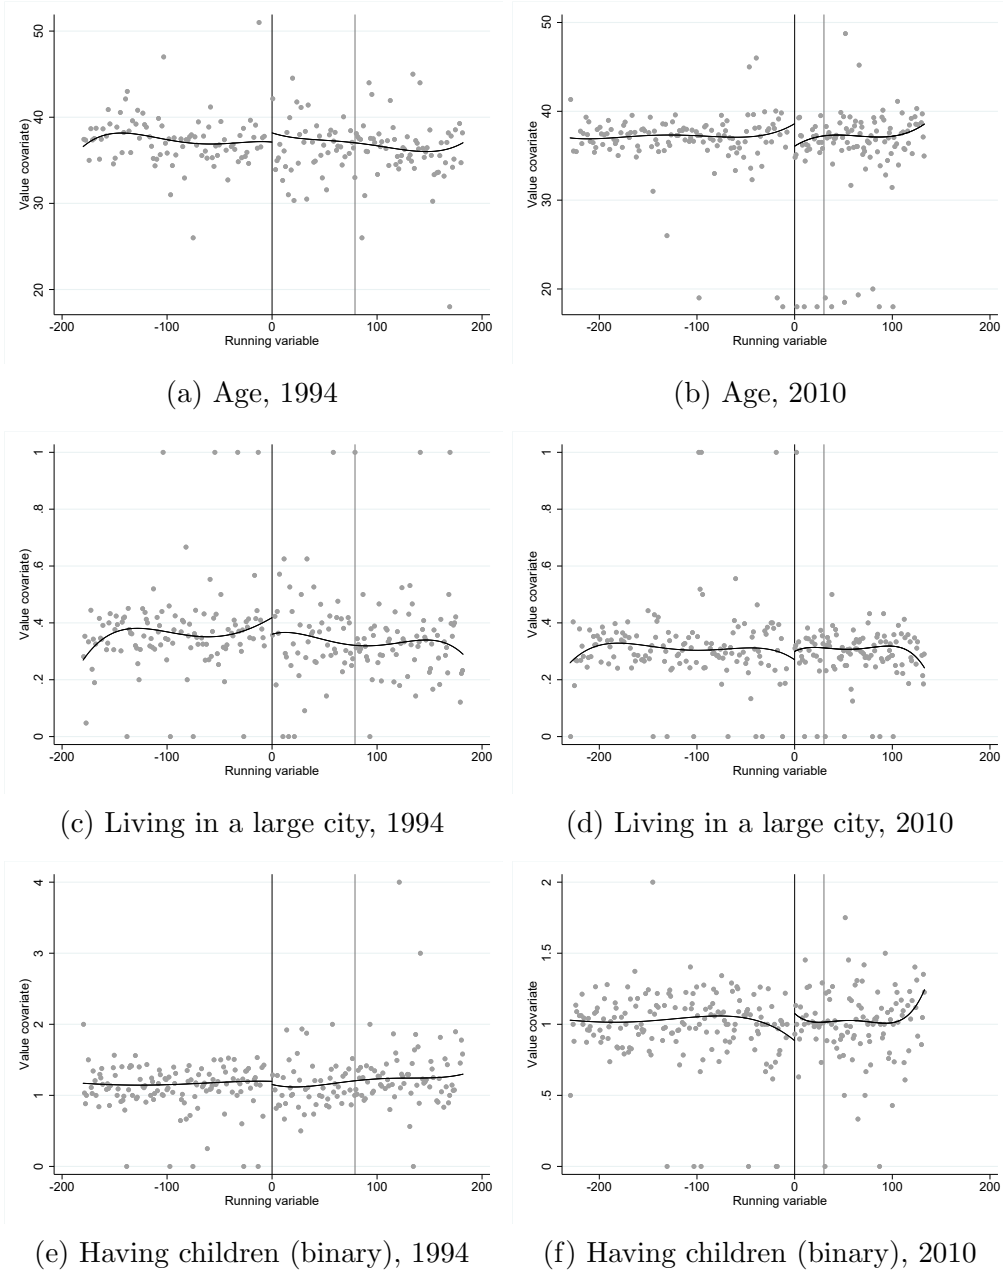 50
40
30
20
Value covariate)
-200 -100 0 100 200
Running variable
(a) Age, 1994
50
40
30
20
Value covariate
-200 -100 0 100 200
Running variable
(b) Age, 2010
1
.8
.6
.4
.2
0
Value covariate)
-200 -100 0 100 200
Running variable
(c) Living in a large city, 1994
1
.8
.6
.4
.2
0
Value covariate
-200 -100 0 100 200
Running variable
(d) Living in a large city, 2010
4
3
2
1
0
Value covariate)
-200 -100 0 100 200
Running variable
(e) Having children (binary), 1994
2
1.5
1
.5
0
Value covariate
-200 -100 0 100 200
Running variable
(f) Having children (binary), 2010